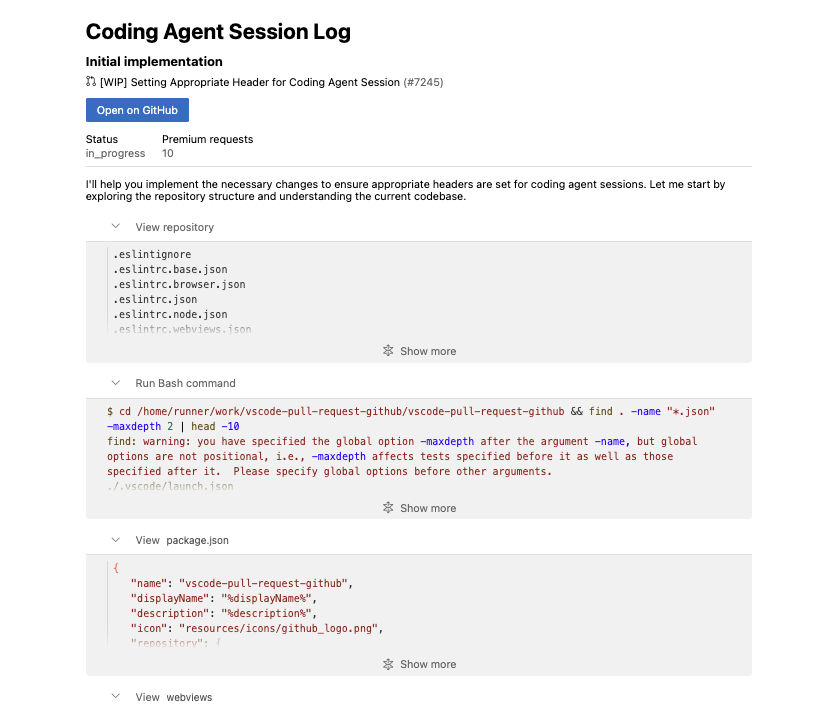 Coding Agent Session Log
Initial implementation
[WIP] Setting Appropriate Header for Coding Agent Session (#7245)
Open on GitHub
Status Premium requests
in_progress 10
I'll help you implement the necessary changes to ensure appropriate headers are set for coding agent sessions. Let me start by
exploring the repository structure and understanding the current codebase.
View repository
.eslintignore
.eslintrc.base.json
.eslintrc.browser.json
.eslintrc.json
.eslintrc.node.json
.eslintrc.webviews.json
Show more
Run Bash command
$ cd /home/runner/work/vscode-pull-request-github/vscode-pull-request-github && find . -name "*.json"
-maxdepth 2 | head -10
find: warning: you have specified the global option -maxdepth after the argument -name, but global
options are not positional, i.e., -maxdepth affects tests specified before it as well as those
specified after it.  Please specify global options before other arguments.
./.vscode/launch.json
Show more
View package.json
{
"name": "vscode-pull-request-github",
"displayName": "%displayName%",
"description": "%description%",
"icon": "resources/icons/github_logo.png",
"repository": {
Show more
View webviews